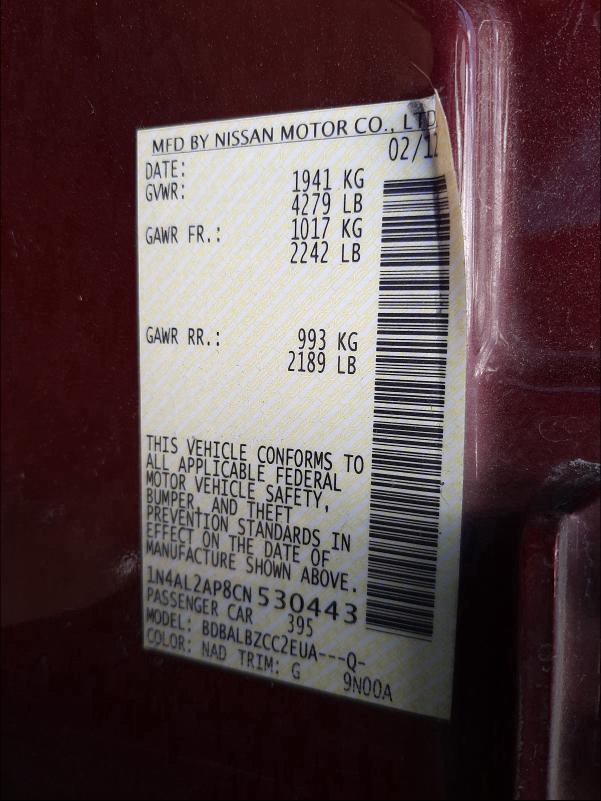 MFD BY NISSAN MOTOR CO., LTD
DATE: 02/12
GVWR: 1941 KG
4279 LB
GAWR FR.: 1017 KG
2242 LB
GAWR RR.: 993 KG
2189 LB
THIS VEHICLE CONFORMS TO
ALL APPLICABLE FEDERAL
MOTOR VEHICLE SAFETY,
BUMPER, AND THEFT
PREVENTION STANDARDS IN
EFFECT ON THE DATE OF
MANUFACTURE SHOWN ABOVE.
1N4AL2AP8CN 530443
PASSENGER CAR 395
MODEL: BDBALBZCC2EUA---Q-
COLOR: NAD TRIM: G 9N00A